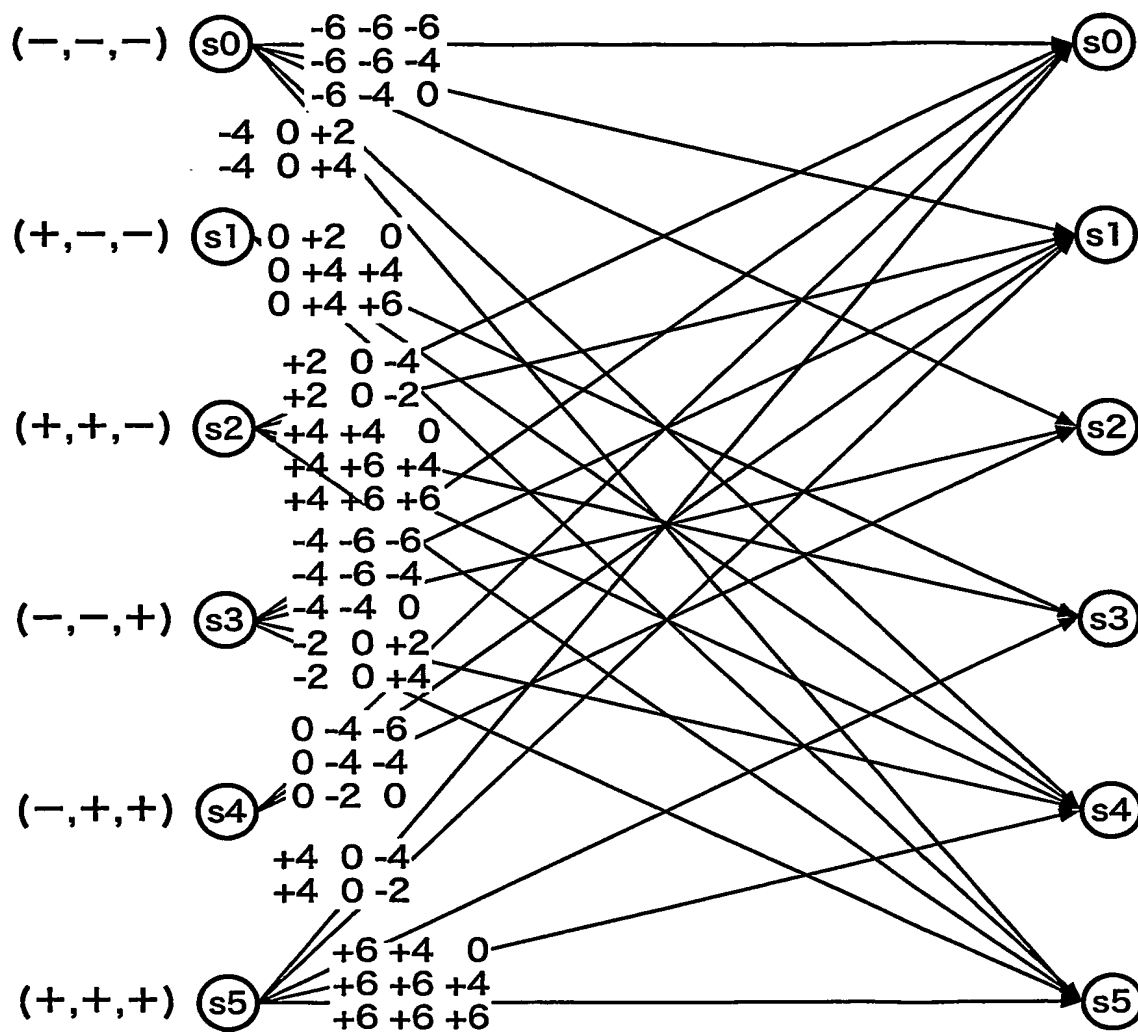 -6 -6 -6
(−,−,−) s0 s0
-6 -6 -4
-6 -4 0
-4 0 +2
-4 0 +4
(+,−,−) s1 0 +2 0 s1
0 +4 +4
0 +4 +6
+2 0 -4
+2 0 -2
(+,+,−) s2 +4 +4 0 s2
+4 +6 +4
+4 +6 +6
-4 -6 -6
-4 -6 -4
(−,−,+) s3 -4 -4 0 s3
-2 0 +2
-2 0 +4
0 -4 -6
0 -4 -4
(−,+,+) s4 0 -2 0 s4
+4 0 -4
+4 0 -2
+6 +4 0
+6 +6 +4
(+,+,+) s5 +6 +6 +6 s5